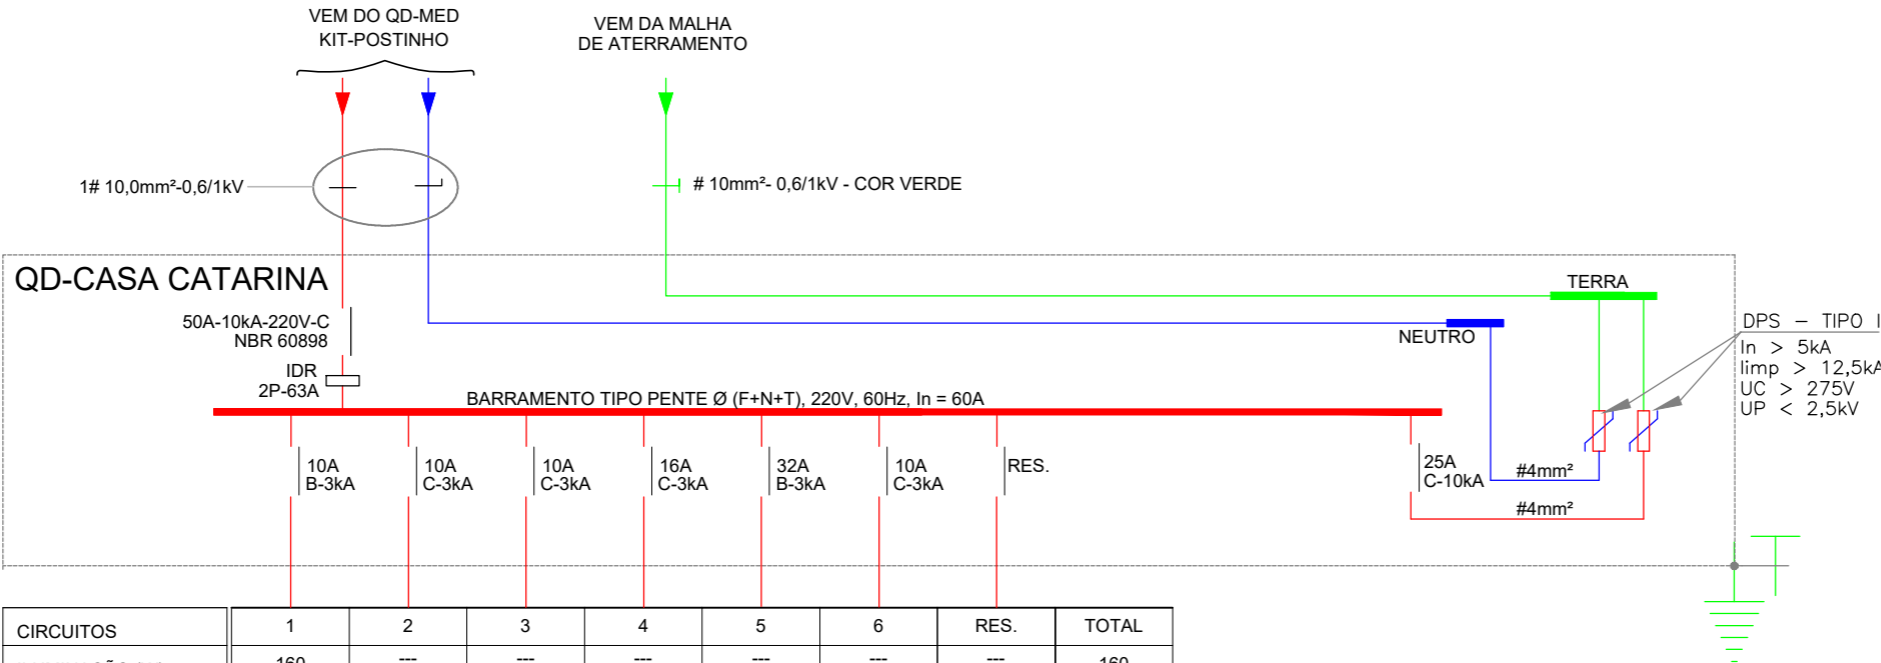 VEM DO QD-MED
KIT-POSTINHO
VEM DA MALHA
DE ATERRAMENTO
1# 10,0mm²-0,6/1kV
# 10mm²- 0,6/1kV - COR VERDE
QD-CASA CATARINA
50A-10kA-220V-C
NBR 60898
IDR
2P-63A
BARRAMENTO TIPO PENTE Ø (F+N+T), 220V, 60Hz, In = 60A
TERRA
NEUTRO
DPS – TIPO I
In > 5kA
Iimp > 12,5kA
UC > 275V
UP < 2,5kV
10A
B-3kA
10A
C-3kA
10A
C-3kA
16A
C-3kA
32A
B-3kA
10A
C-3kA
RES.
25A
C-10kA
#4mm²
#4mm²
CIRCUITOS 1 2 3 4 5 6 RES. TOTAL
160 --- --- --- --- --- --- 160